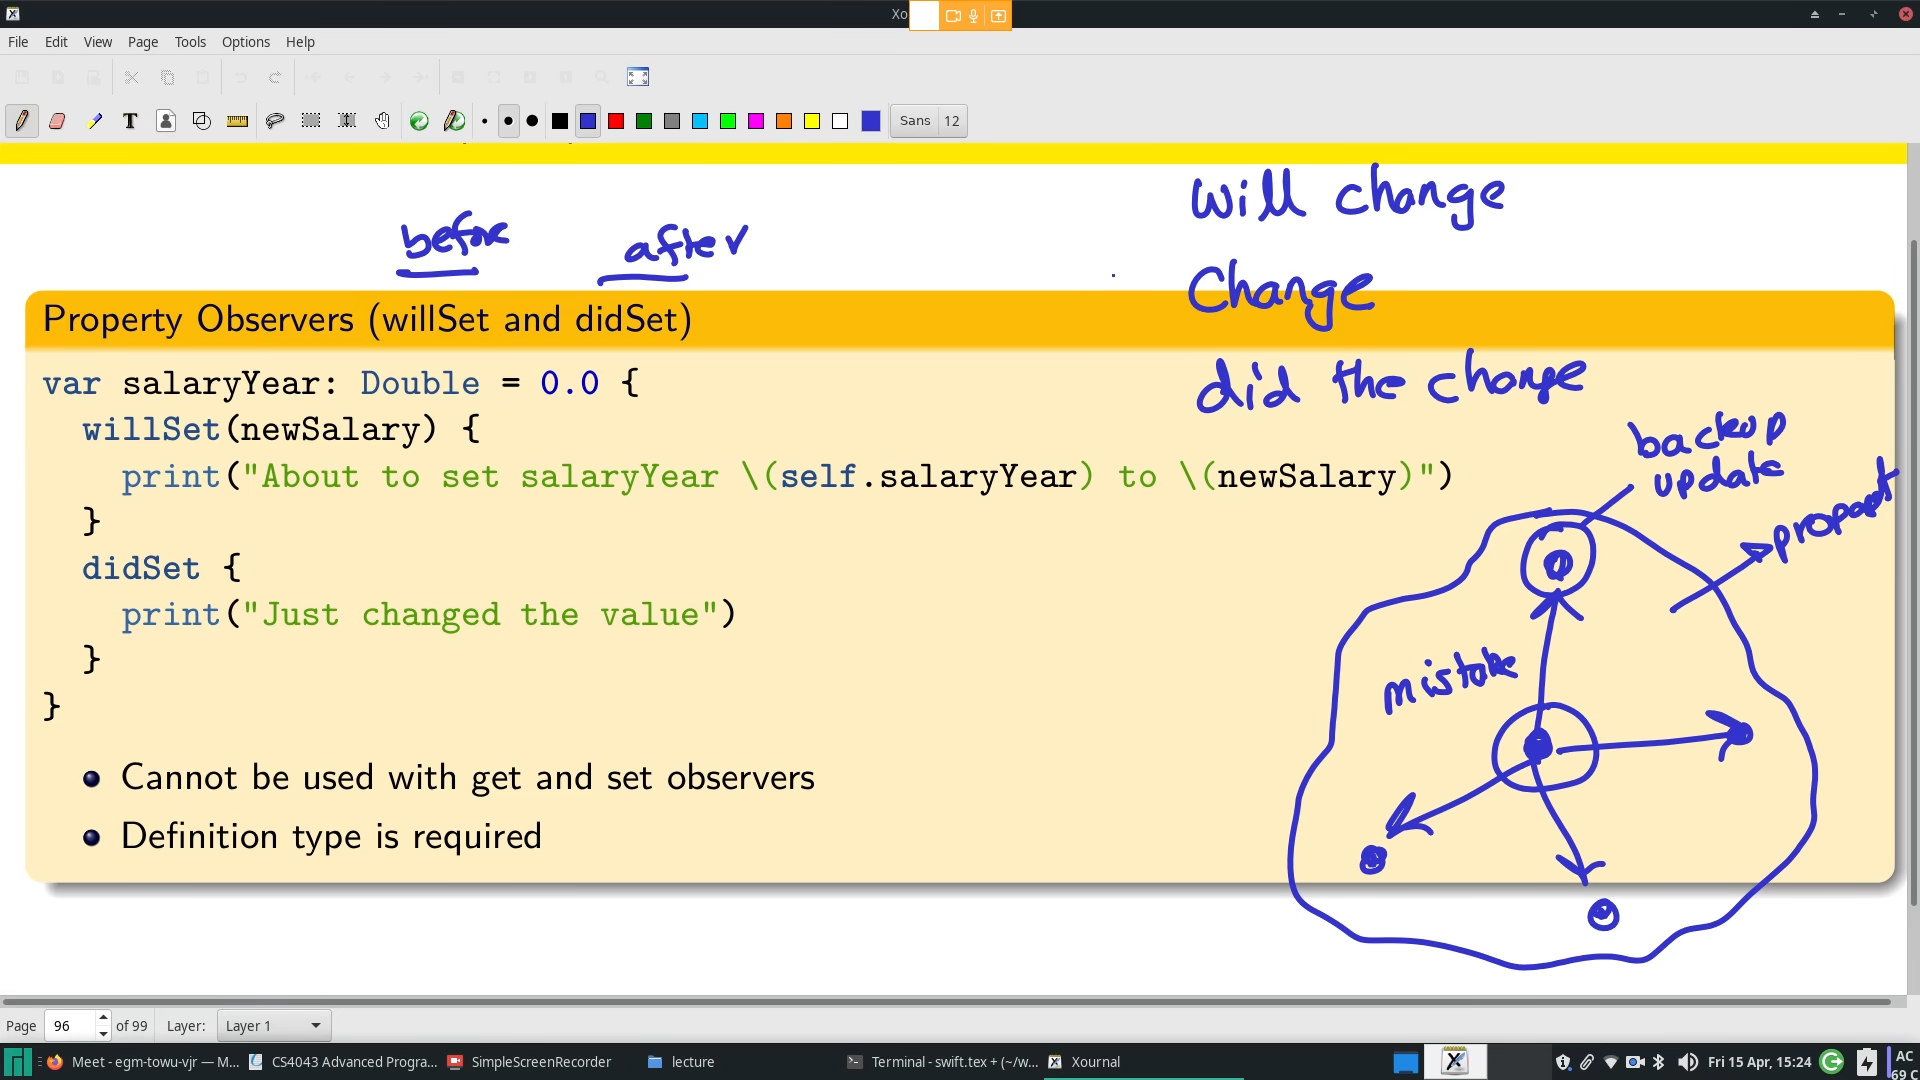 Xo
File Edit View Page Tools Options Help
Sans 12
will change
before after
Change
Property Observers (willSet and didSet)
did the change
var salaryYear: Double = 0.0 {
willSet(newSalary) {
backup
update
print("About to set salaryYear \(self.salaryYear) to \(newSalary)")
}
didSet {
print("Just changed the value")
}
mistake
}
Cannot be used with get and set observers
Definition type is required
Page 96 of 99 Layer: Layer 1
Meet - egm-towu-vjr — M... CS4043 Advanced Progra... SimpleScreenRecorder lecture Terminal - swift.tex + (~/w... Xournal Fri 15 Apr, 15:24 AC
69 C